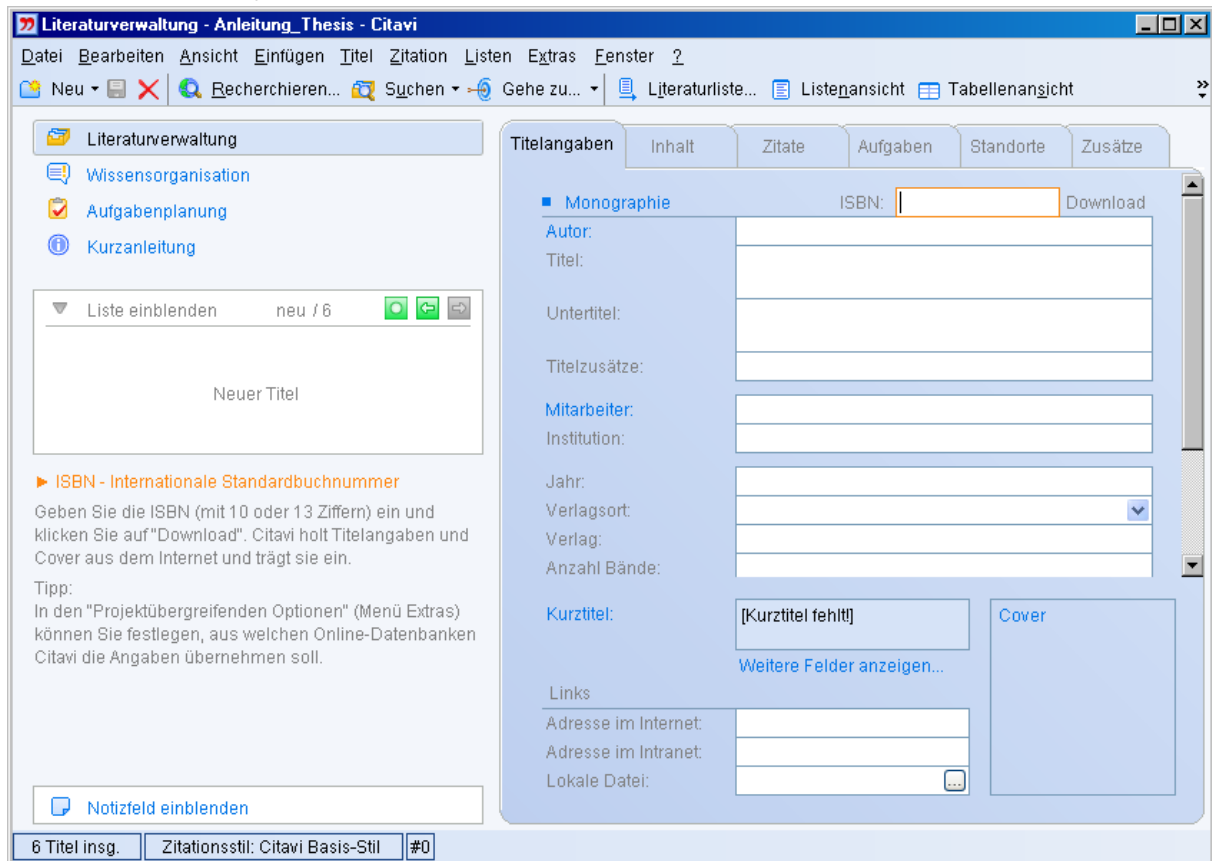 Literaturverwaltung - Anleitung_Thesis - Citavi
Datei Bearbeiten Ansicht Einfügen Titel Zitation Listen Extras Fenster ?
Neu Recherchieren... Suchen Gehe zu... Literaturliste... Listenansicht Tabellenansicht
Literaturverwaltung
Wissensorganisation
Aufgabenplanung
Kurzanleitung
Liste einblenden neu / 6
Neuer Titel
ISBN - Internationale Standardbuchnummer
Geben Sie die ISBN (mit 10 oder 13 Ziffern) ein und
klicken Sie auf "Download". Citavi holt Titelangaben und
Cover aus dem Internet und trägt sie ein.
Tipp:
In den "Projektübergreifenden Optionen" (Menü Extras)
können Sie festlegen, aus welchen Online-Datenbanken
Citavi die Angaben übernehmen soll.
Notizfeld einblenden
Titelangaben Inhalt Zitate Aufgaben Standorte Zusätze
Monographie ISBN: Download
Autor:
Titel:
Untertitel:
Titelzusätze:
Mitarbeiter:
Institution:
Jahr:
Verlagsort:
Verlag:
Anzahl Bände:
Kurztitel: [Kurztitel fehlt!] Cover
Weitere Felder anzeigen...
Links
Adresse im Internet:
Adresse im Intranet:
Lokale Datei: ...
6 Titel insg. Zitationsstil: Citavi Basis-Stil #0